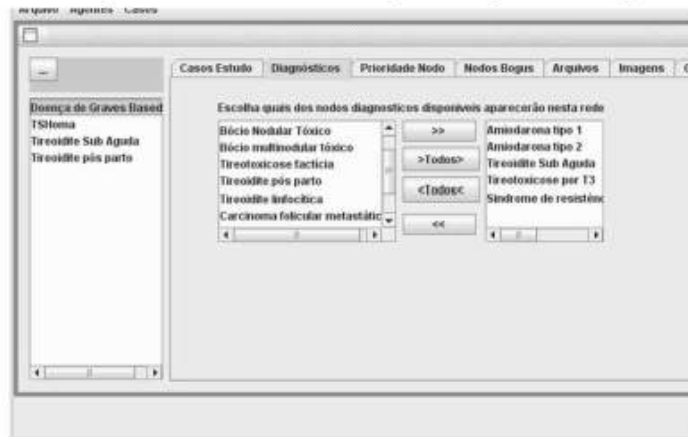 Arquivo Agentes Casos
...
Casos Estudo Diagnósticos Prioridade Nodo Nodos Bogus Arquivos Imagens
Doença de Graves Based
TSHoma
Tireoidite Sub Aguda
Tireoidite pós parto
Escolha quais dos nodos diagnosticos disponiveis aparecerão nesta rede
Bócio Nodular Tóxico
Bócio multinodular tóxico
Tireotoxicose factícia
Tireoidite pós parto
Tireoidite linfocítica
Carcinoma folicular metastátic
>>
>Todos>
<Todos<
<<
Amiodarona tipo 1
Amiodarona tipo 2
Tireoidite Sub Aguda
Tireotoxicose por T3
Síndrome de resistênc